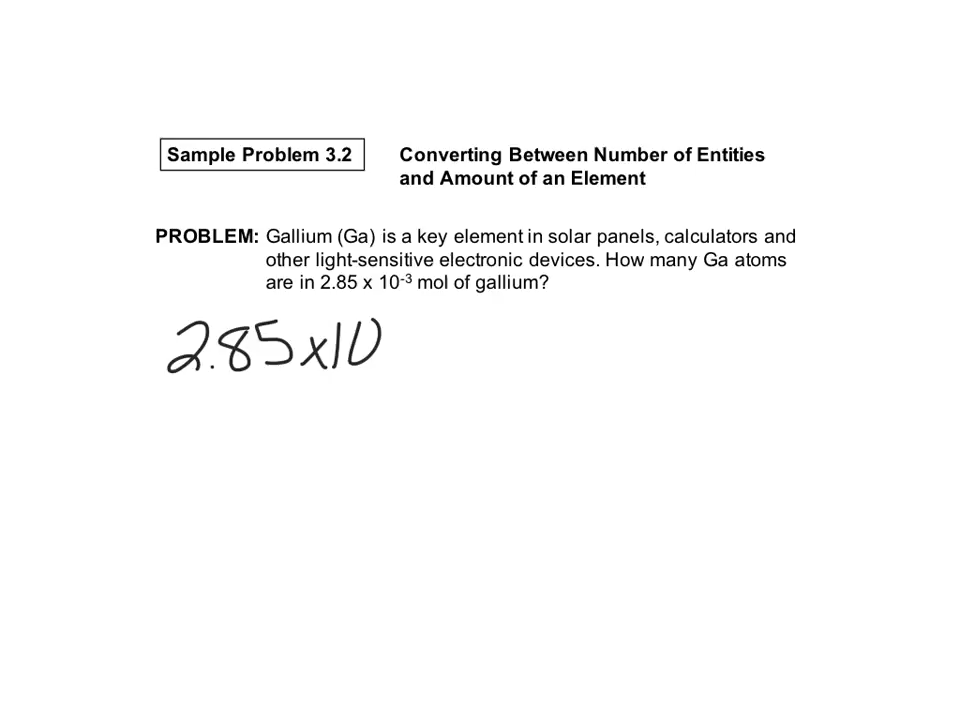 Sample Problem 3.2
Converting Between Number of Entities
and Amount of an Element
PROBLEM: Gallium (Ga) is a key element in solar panels, calculators and
other light-sensitive electronic devices. How many Ga atoms
are in 2.85 x 10⁻³ mol of gallium?
2.85x10